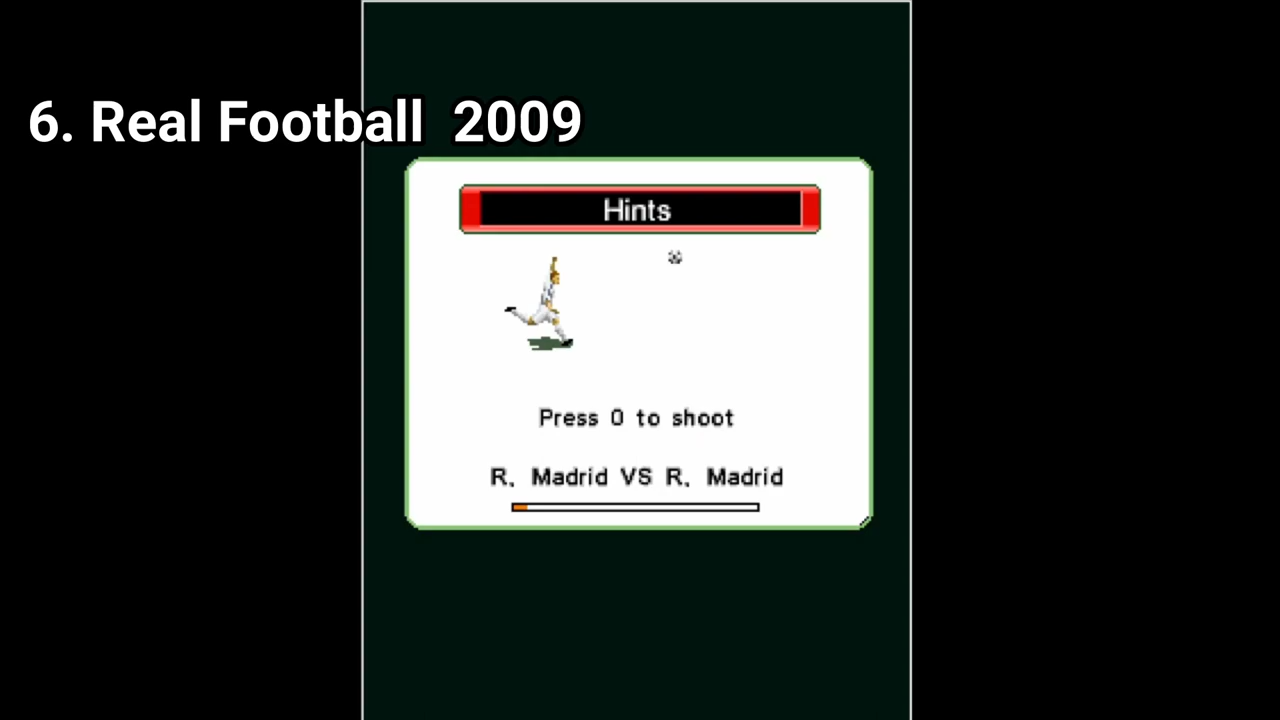 6. Real Football 2009
Hints
Press 0 to shoot
R. Madrid VS R. Madrid